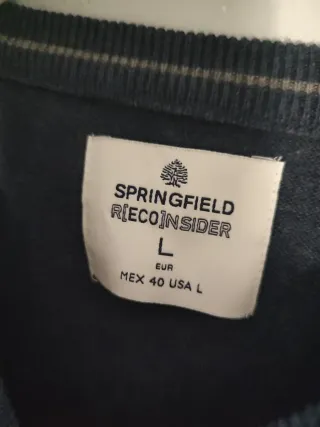 SPRINGFIELD
R[ECO]NSIDER
L
EUR
MEX 40 USA L